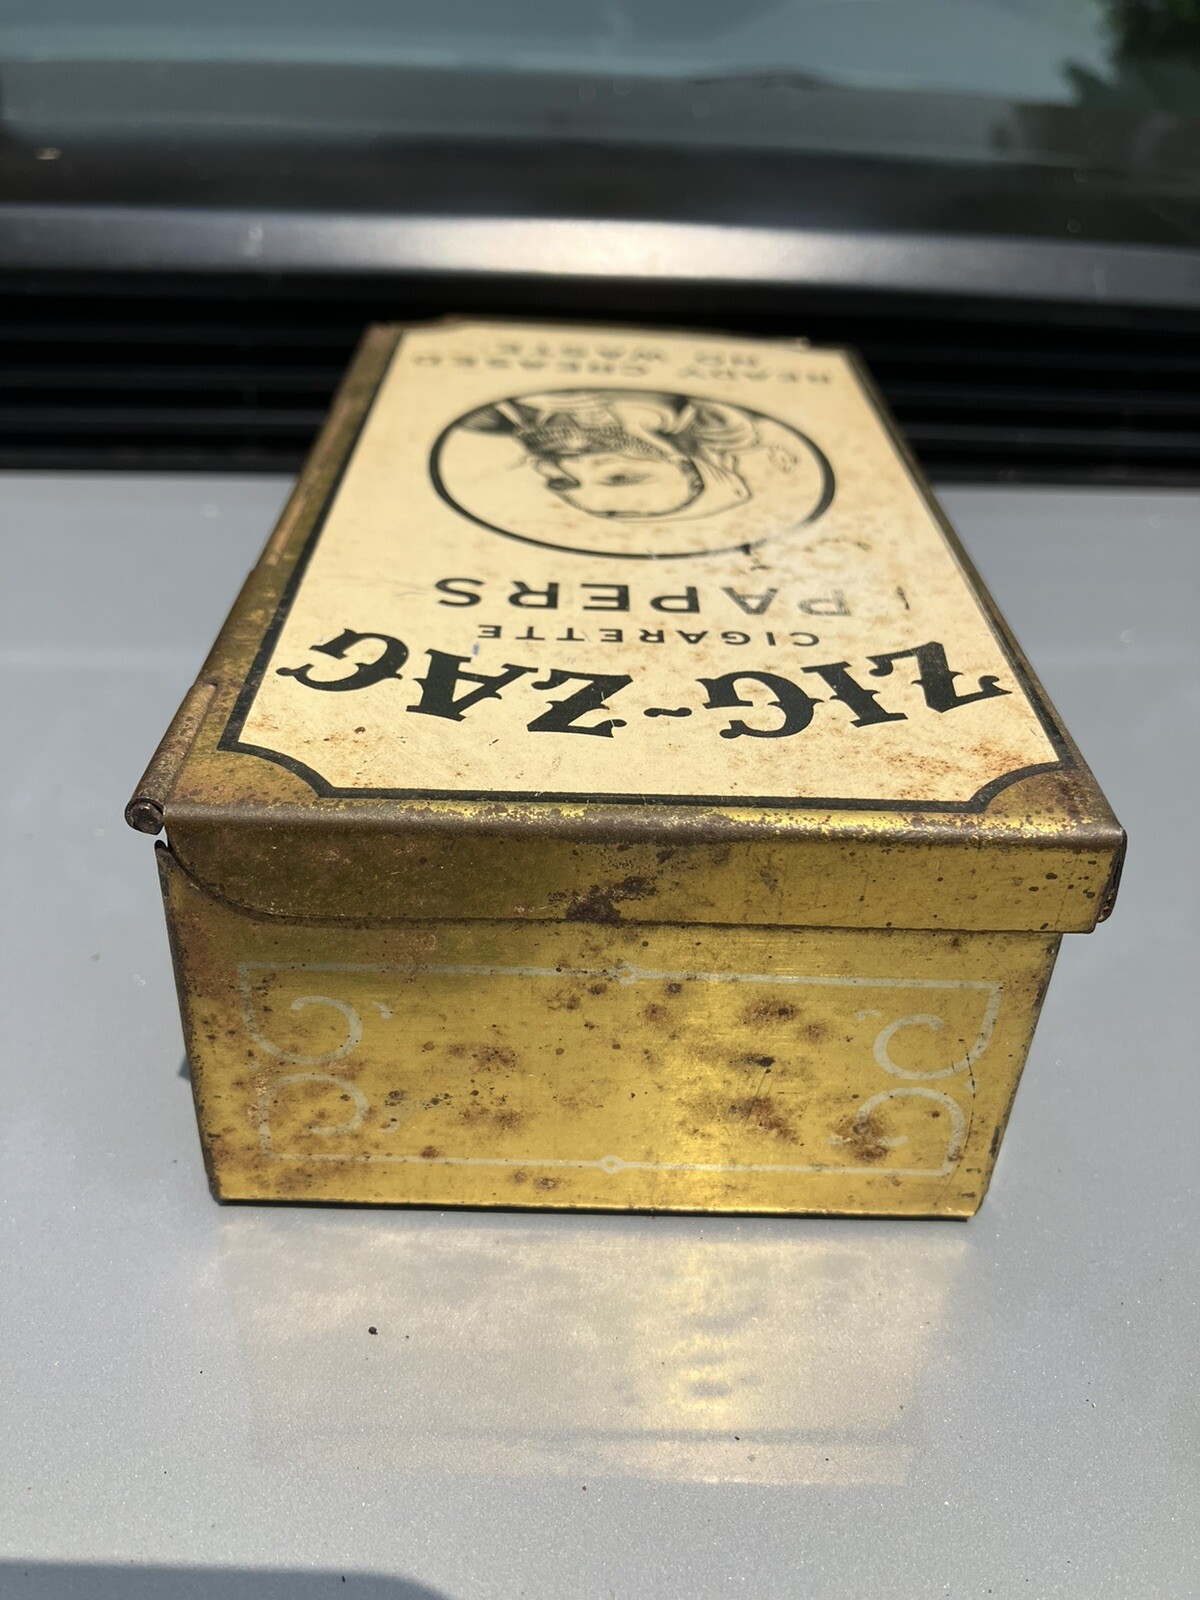 ZIG-ZAG
CIGARETTE
PAPERS
READY CREASED
NO WASTE